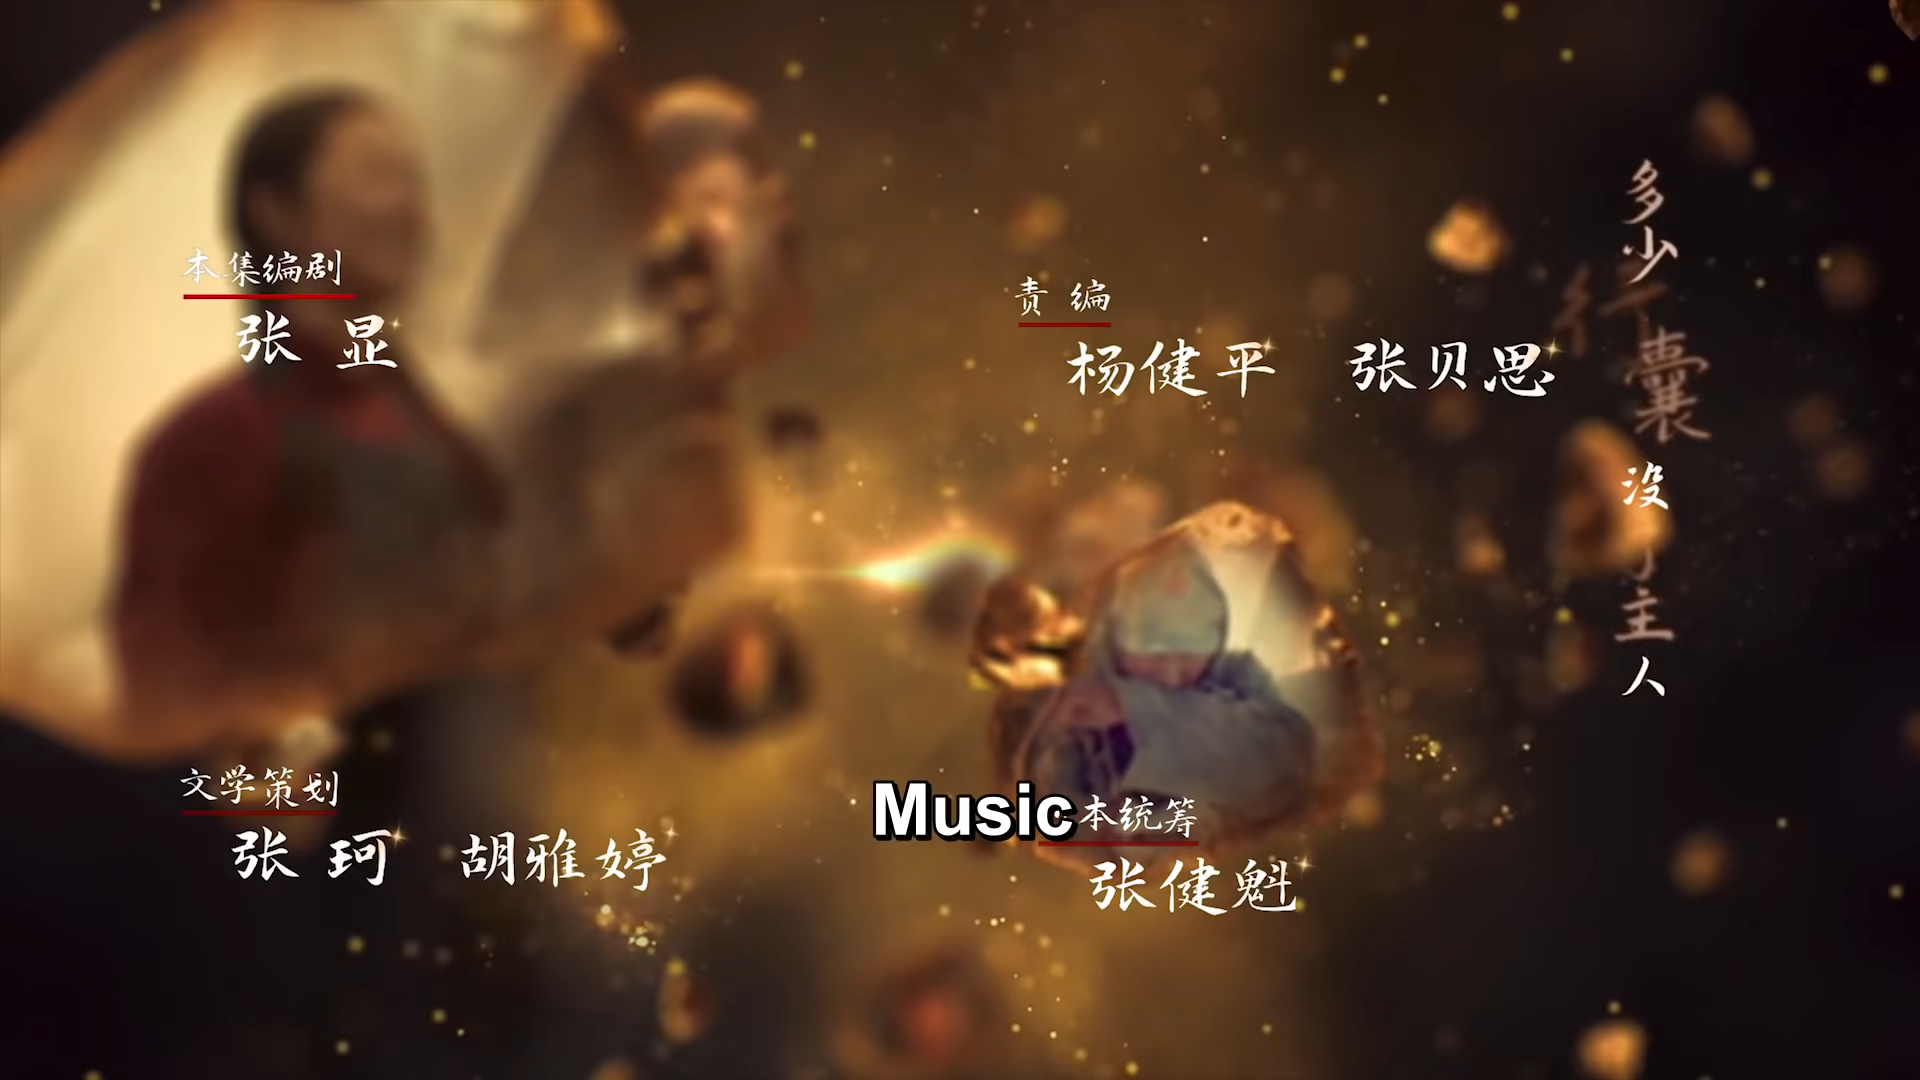 本集编剧
张 显
责 编
杨健平 张贝思
文学策划
张 珂 胡雅婷
Music
本统筹
张健魁
多少行囊没了主人